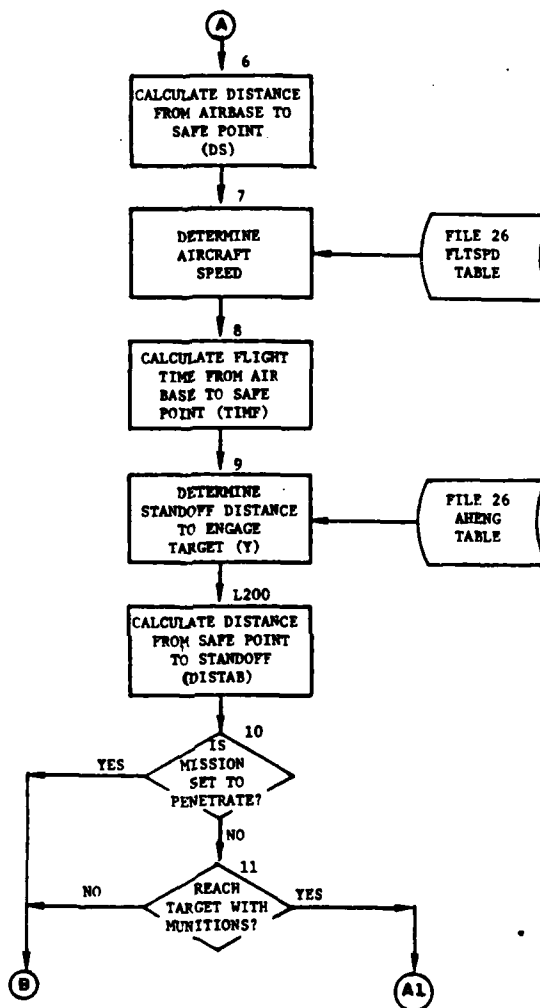 A
6
CALCULATE DISTANCE
FROM AIRBASE TO
SAFE POINT
(DS)
7
DETERMINE
AIRCRAFT
SPEED
FILE 26
FLTSPD
TABLE
8
CALCULATE FLIGHT
TIME FROM AIR
BASE TO SAFE
POINT (TIMF)
9
DETERMINE
STANDOFF DISTANCE
TO ENGAGE
TARGET (Y)
FILE 26
AHENG
TABLE
L200
CALCULATE DISTANCE
FROM SAFE POINT
TO STANDOFF
(DISTAB)
10
YES
IS
MISSION
SET TO
PENETRATE?
NO
11
NO
REACH
TARGET WITH
MUNITIONS?
YES
B
A1